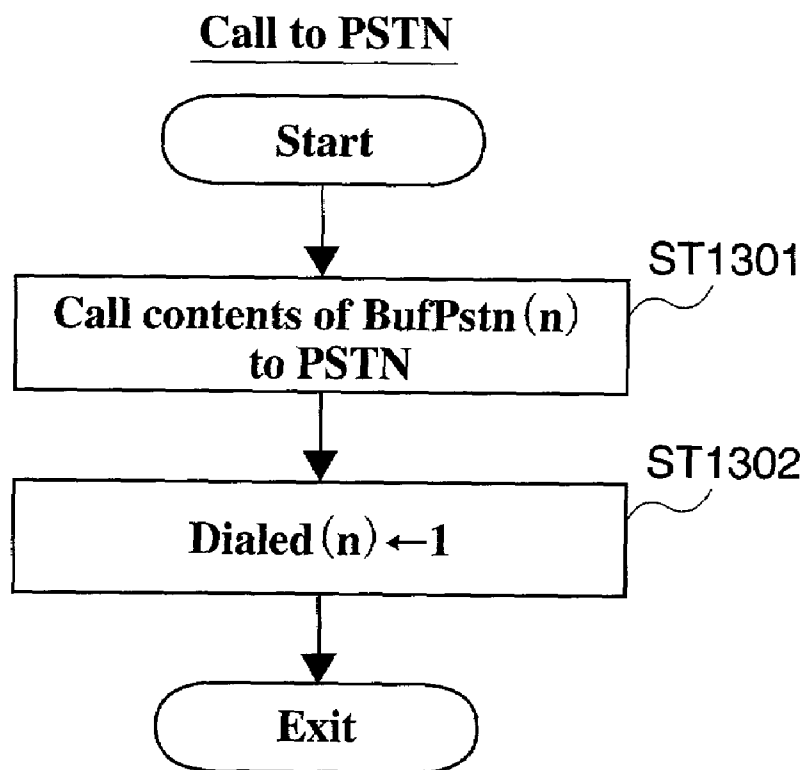 Call to PSTN
Start
ST1301
Call contents of BufPstn(n)
to PSTN
ST1302
Dialed(n)←1
Exit